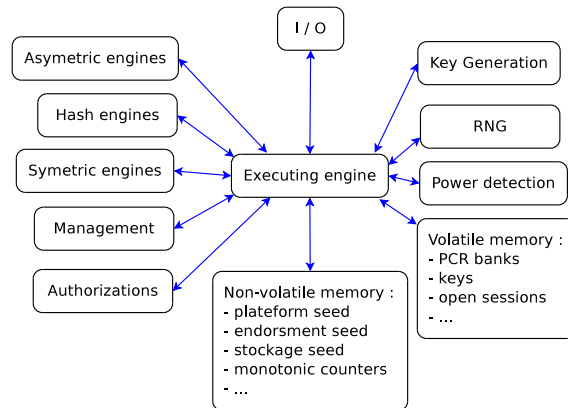 I / O
Asymetric engines
Key Generation
Hash engines
RNG
Symetric engines
Executing engine
Power detection
Management
Volatile memory :
- PCR banks
- keys
- open sessions
- ...
Authorizations
Non-volatile memory :
- plateform seed
- endorsment seed
- stockage seed
- monotonic counters
- ...